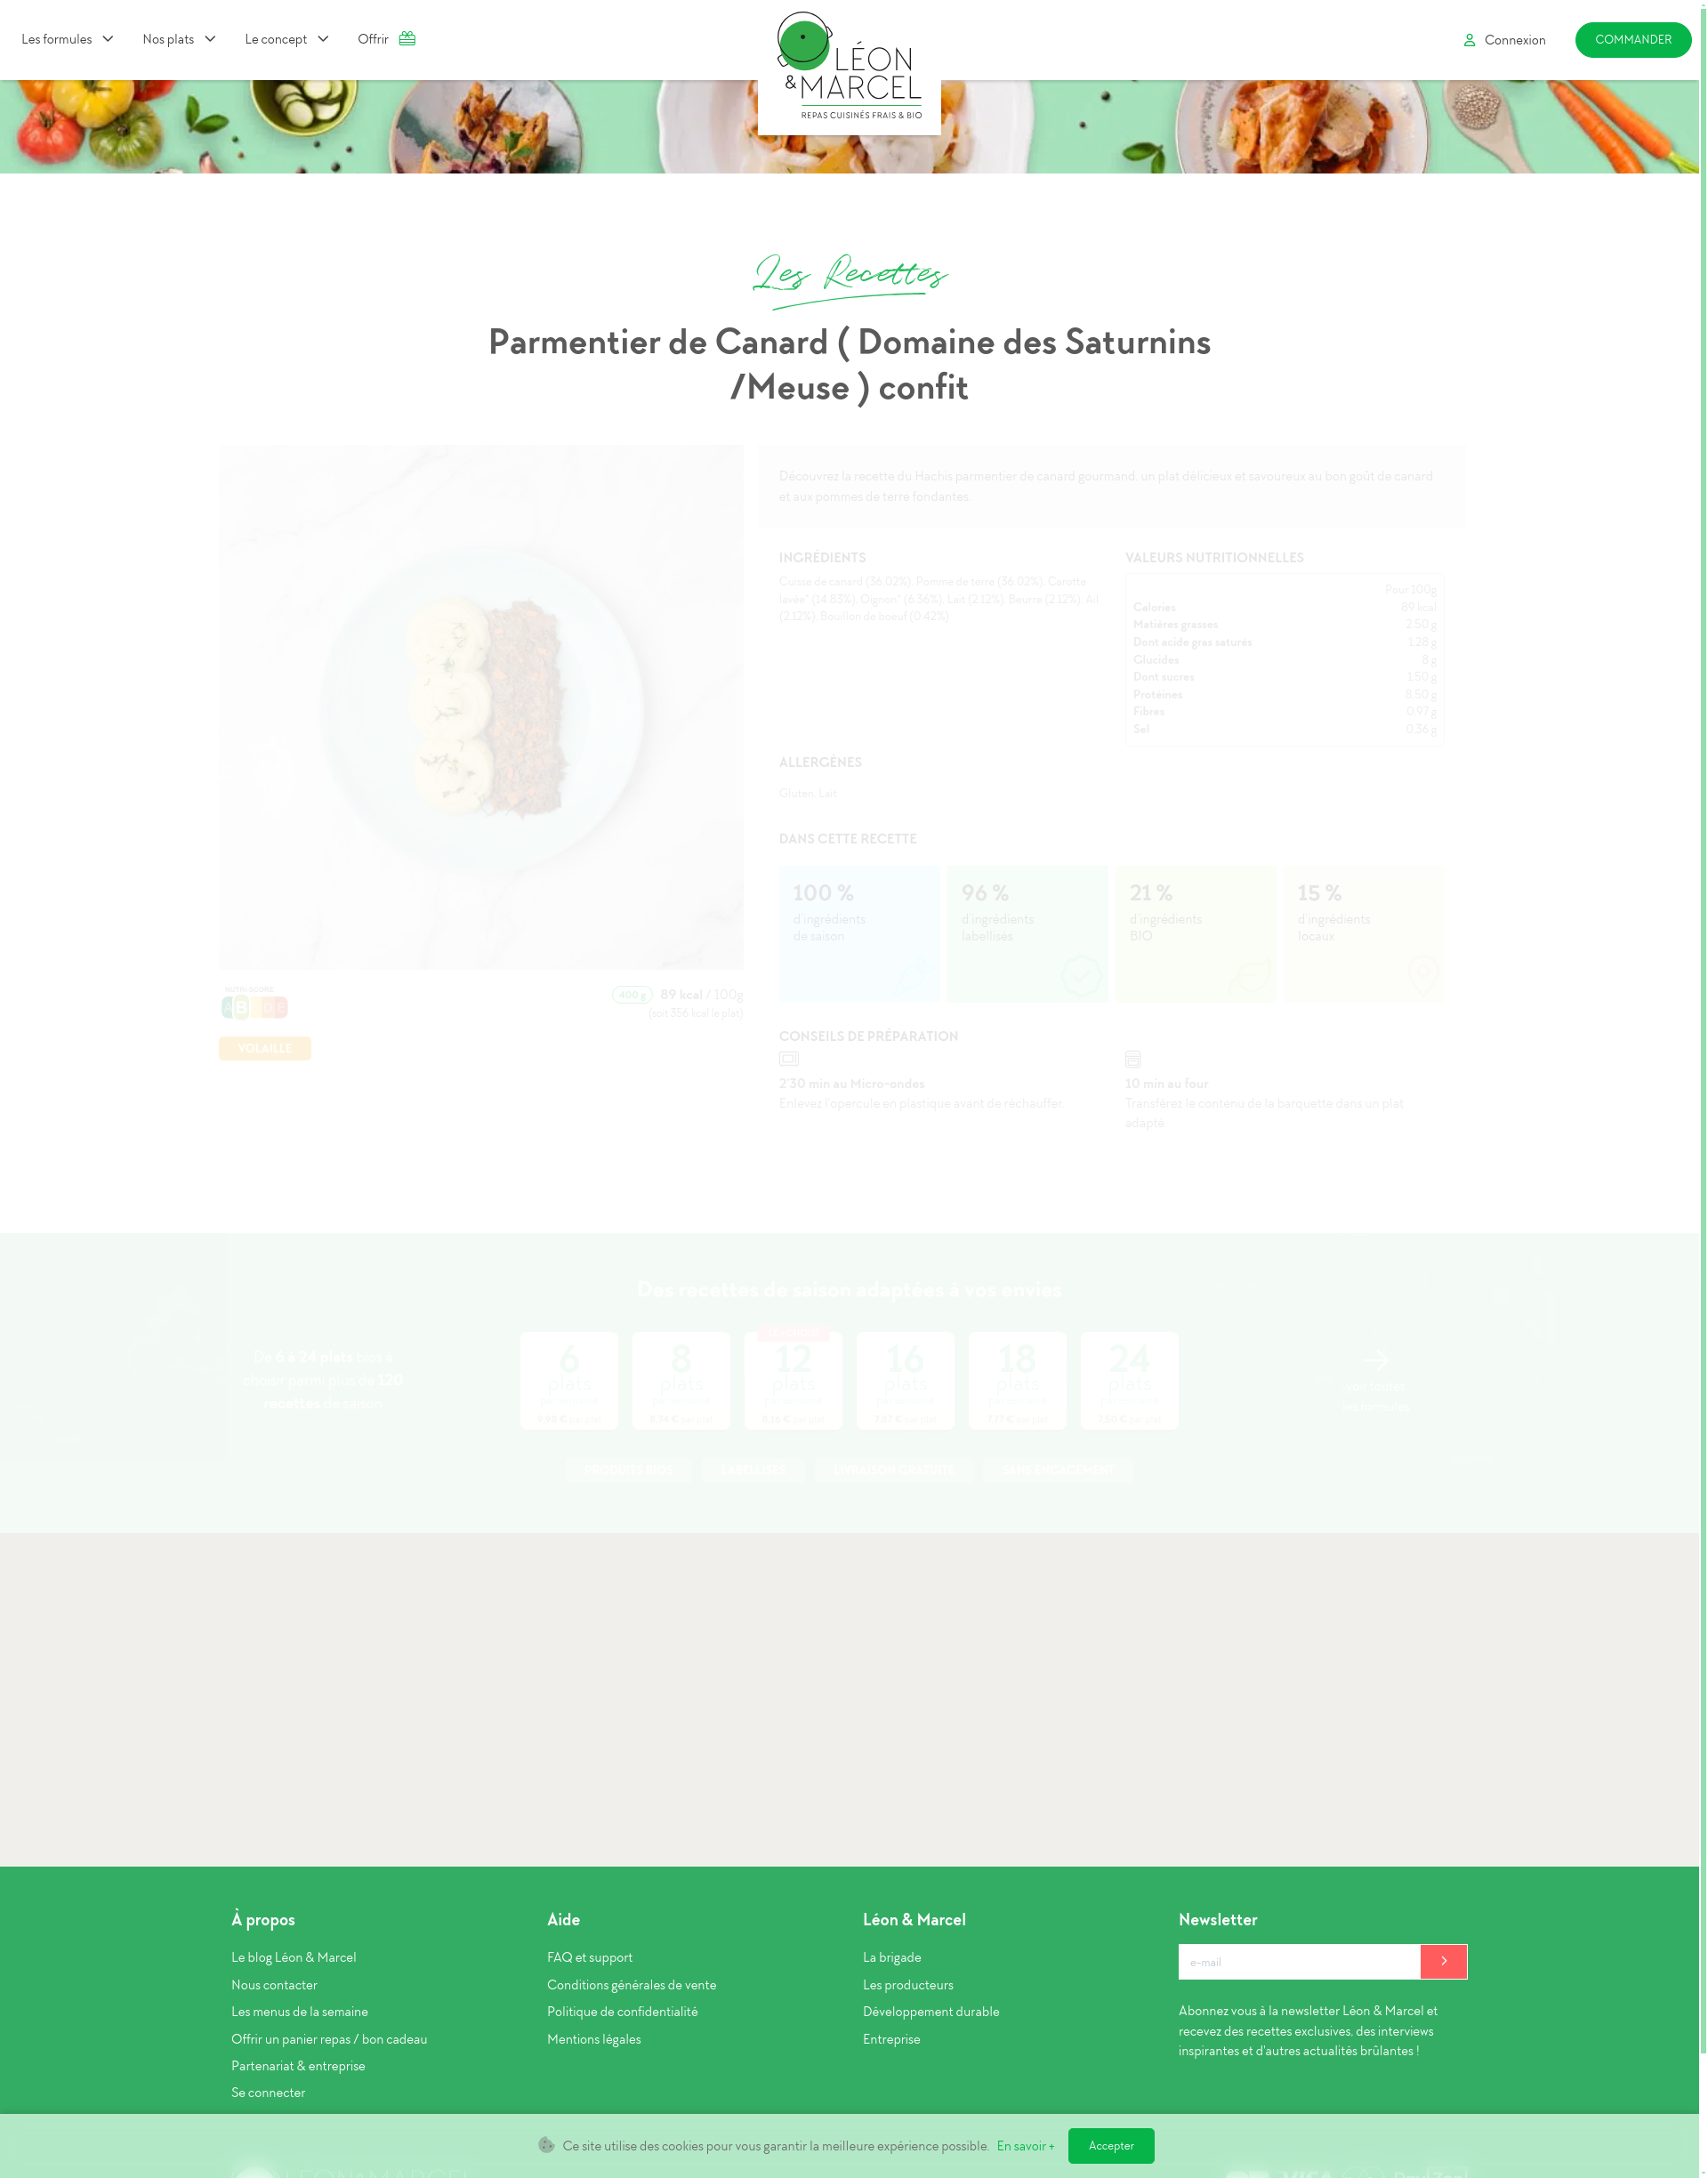 Les formules
Nos plats
Le concept
Offrir
LÉON
&MARCEL
REPAS CUISINÉS FRAIS & BIO
Connexion
COMMANDER
Les Recettes
Parmentier de Canard ( Domaine des Saturnins
/Meuse ) confit
Découvrez la recette du Hachis parmentier de canard gourmand, un plat délicieux et savoureux au bon goût de canard
et aux pommes de terre fondantes.
INGRÉDIENTS
Cuisse de canard (36.02%), Pomme de terre (36.02%), Carotte
lavée* (14.83%), Oignon* (6.36%), Lait (2.12%), Beurre (2.12%), Ail
(2.12%), Bouillon de boeuf (0.42%)
VALEURS NUTRITIONNELLES
Pour 100g
Calories 89 kcal
Matières grasses 2,50 g
Dont acide gras saturés 1,28 g
Glucides 8 g
Dont sucres 1,50 g
Protéines 8,50 g
Fibres 0,97 g
Sel 0,36 g
ALLERGÈNES
Gluten, Lait
DANS CETTE RECETTE
100 %
d'ingrédients
de saison
96 %
d'ingrédients
labellisés
21 %
d'ingrédients
BIO
15 %
d'ingrédients
locaux
NUTRI-SCORE
B
400 g 89 kcal / 100g
(soit 356 kcal le plat)
VOLAILLE
CONSEILS DE PRÉPARATION
2'30 min au Micro-ondes
Enlevez l'opercule en plastique avant de réchauffer.
10 min au four
Transférez le contenu de la barquette dans un plat
adapté.
Des recettes de saison adaptées à vos envies
De 6 à 24 plats bios à
choisir parmi plus de 120
recettes de saison
6
plats
9,98 € par plat
8
plats
8,74 € par plat
12
plats
16
plats
7,87 € par plat
18
plats
7,77 € par plat
24
plats
7,50 € par plat
PRODUITS BIOS
LABELLISÉS
LIVRAISON GRATUITE
SANS ENGAGEMENT
À propos
Le blog Léon & Marcel
Nous contacter
Les menus de la semaine
Offrir un panier repas / bon cadeau
Partenariat & entreprise
Se connecter
Aide
FAQ et support
Conditions générales de vente
Politique de confidentialité
Mentions légales
Léon & Marcel
La brigade
Les producteurs
Développement durable
Entreprise
Newsletter
e-mail
Abonnez vous à la newsletter Léon & Marcel et
recevez des recettes exclusives, des interviews
inspirantes et d'autres actualités brûlantes !
Ce site utilise des cookies pour vous garantir la meilleure expérience possible. En savoir +
Accepter